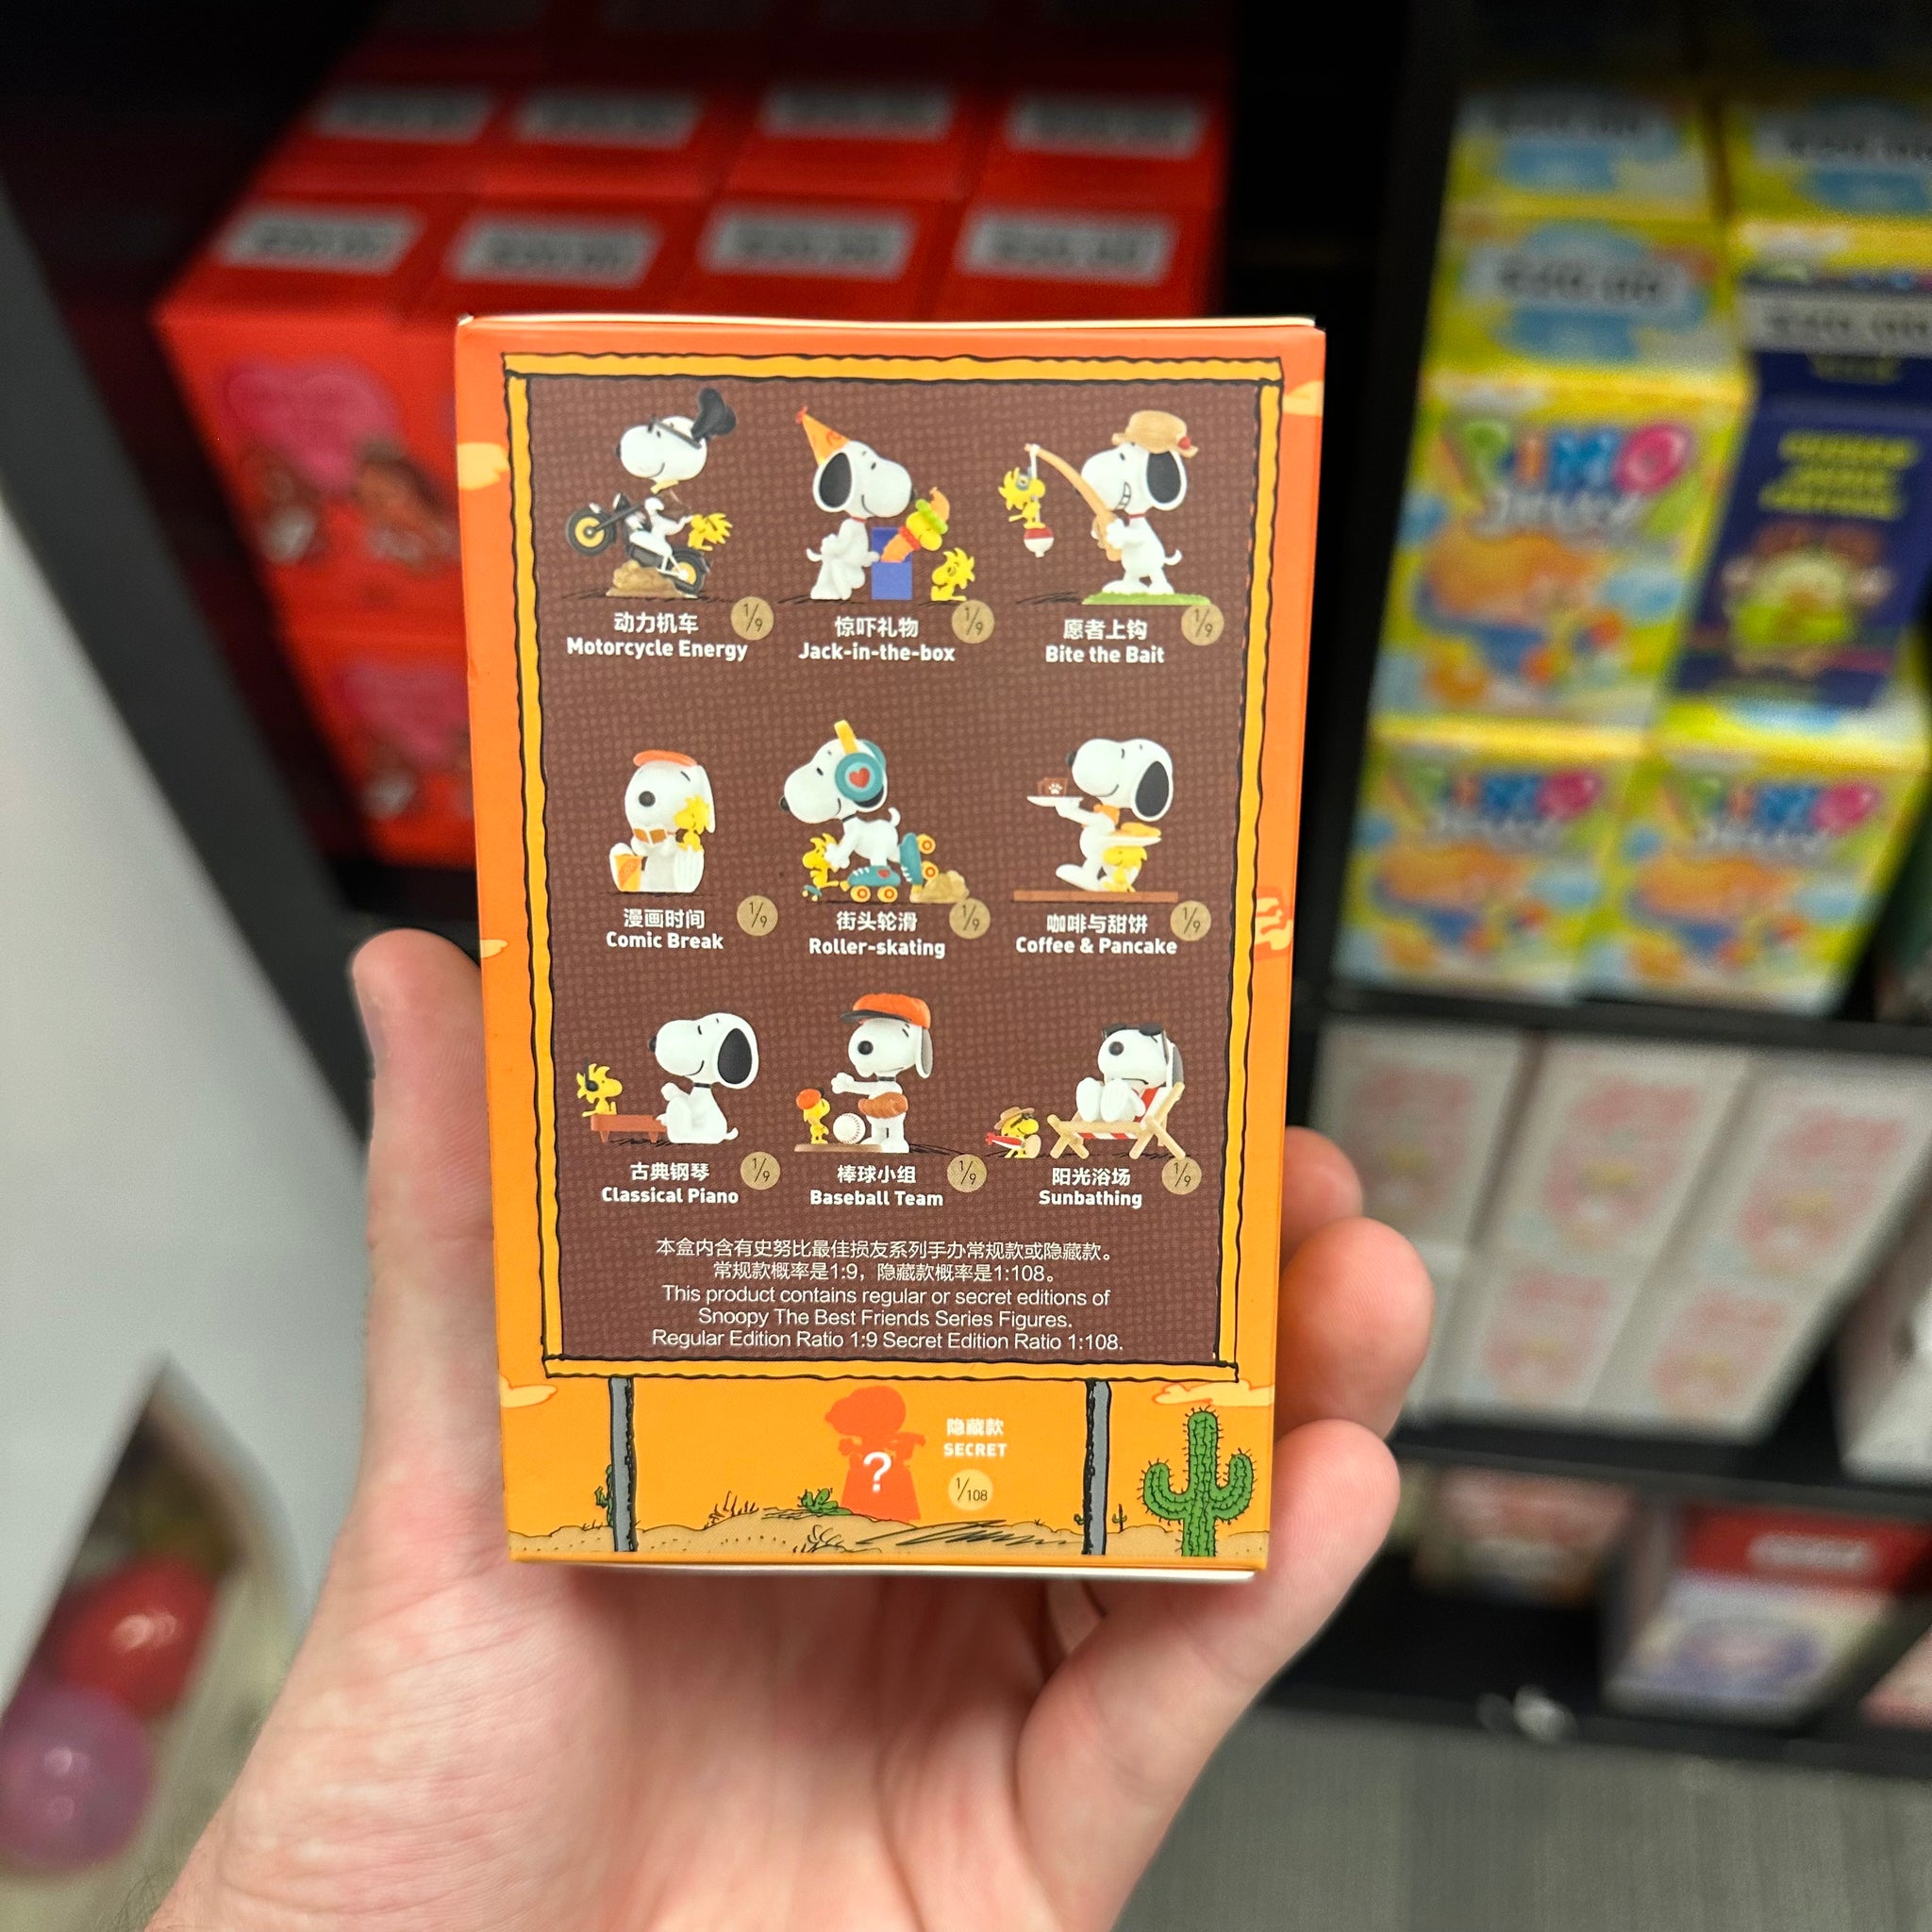 动力机车 1/9
Motorcycle Energy
惊吓礼物 1/9
Jack-in-the-box
愿者上钩 1/9
Bite the Bait
漫画时间 1/9
Comic Break
街头轮滑 1/9
Roller-skating
咖啡与甜饼 1/9
Coffee & Pancake
古典钢琴 1/9
Classical Piano
棒球小组 1/9
Baseball Team
阳光浴场 1/9
Sunbathing
本盒内含有史努比最佳损友系列手办常规款或隐藏款。
常规款概率是1:9，隐藏款概率是1:108。
This product contains regular or secret editions of
Snoopy The Best Friends Series Figures.
Regular Edition Ratio 1:9 Secret Edition Ratio 1:108.
?
隐藏款
SECRET
1/108